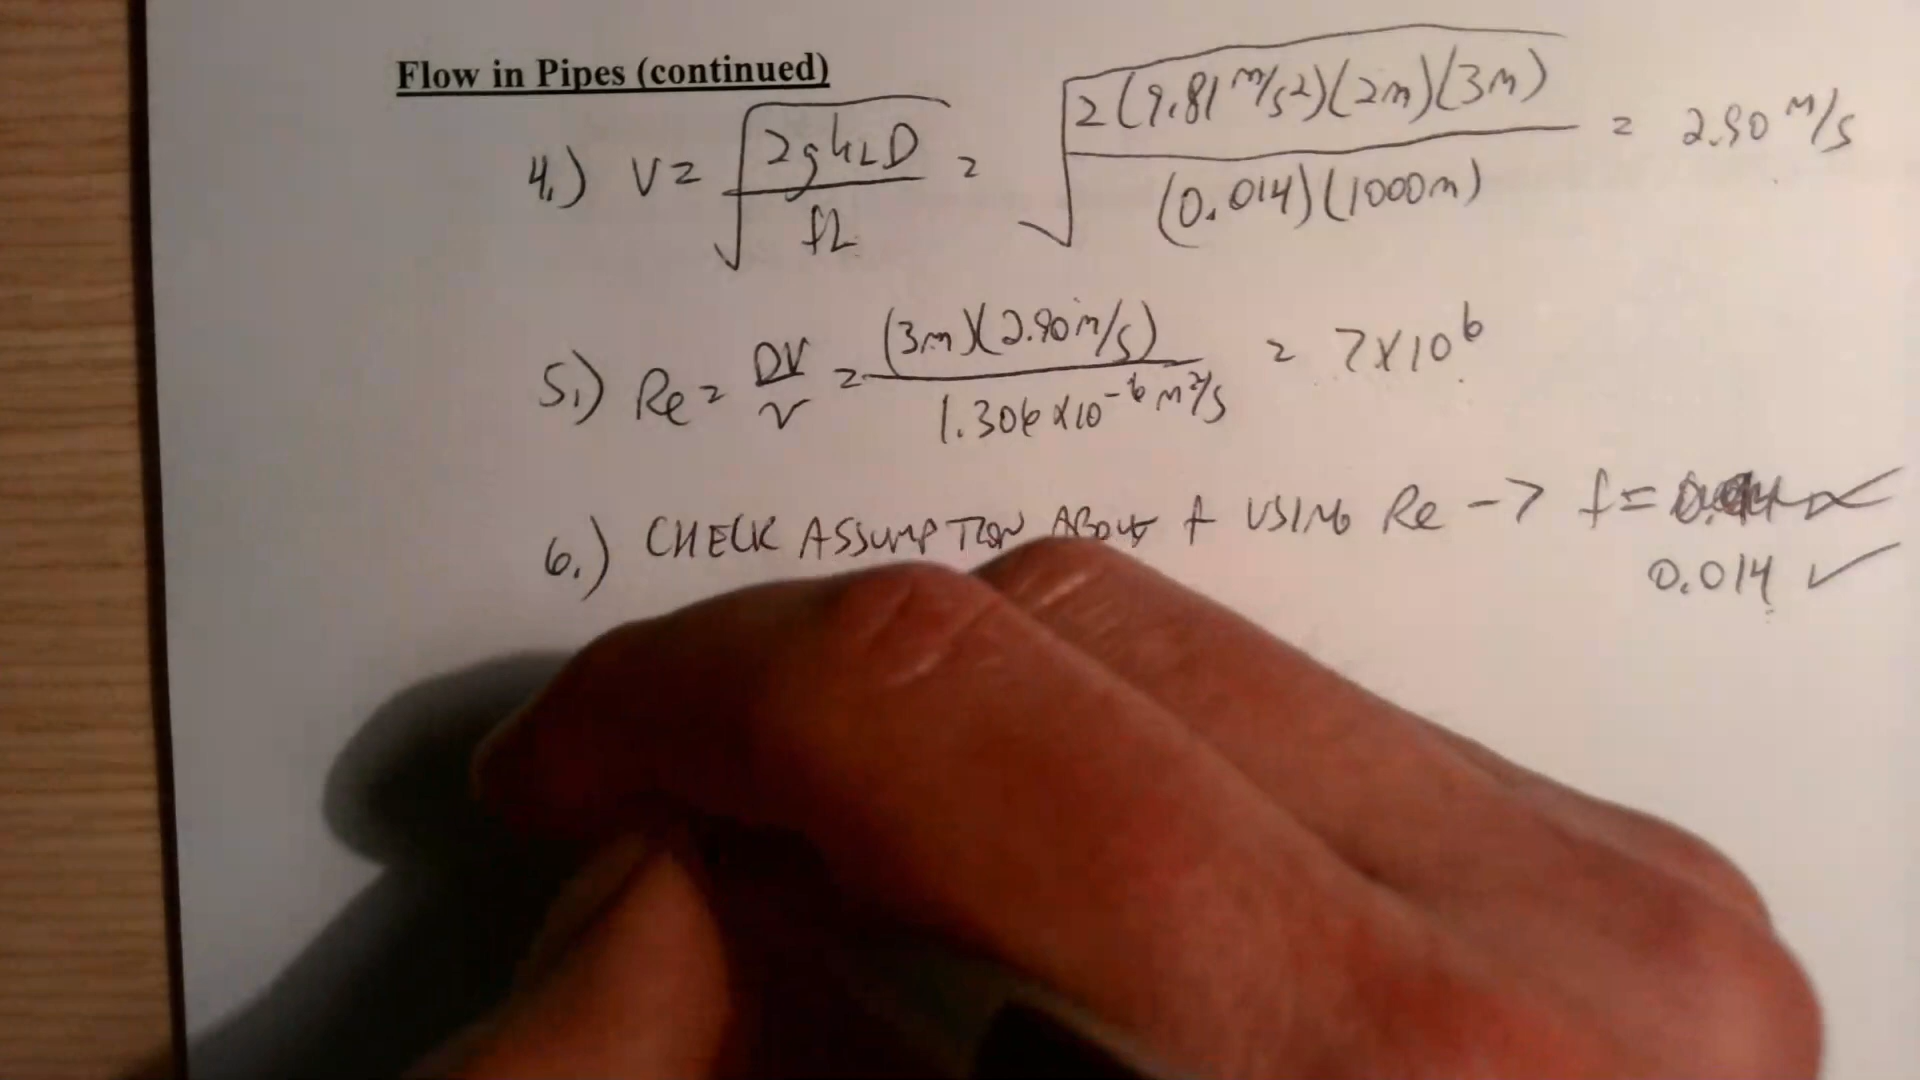 Flow in Pipes (continued)
4.) V = √(2ghLD / fL) = √(2(9.81 m/s²)(2m)(3m) / (0.014)(1000m)) = 2.90 m/s
5.) Re = DV/ν = (3m)(2.90 m/s) / 1.306 x 10⁻⁶ m²/s = 7 x 10⁶
6.) CHECK ASSUMPTION ABOUT f USING Re -> f =
0.014 ✓